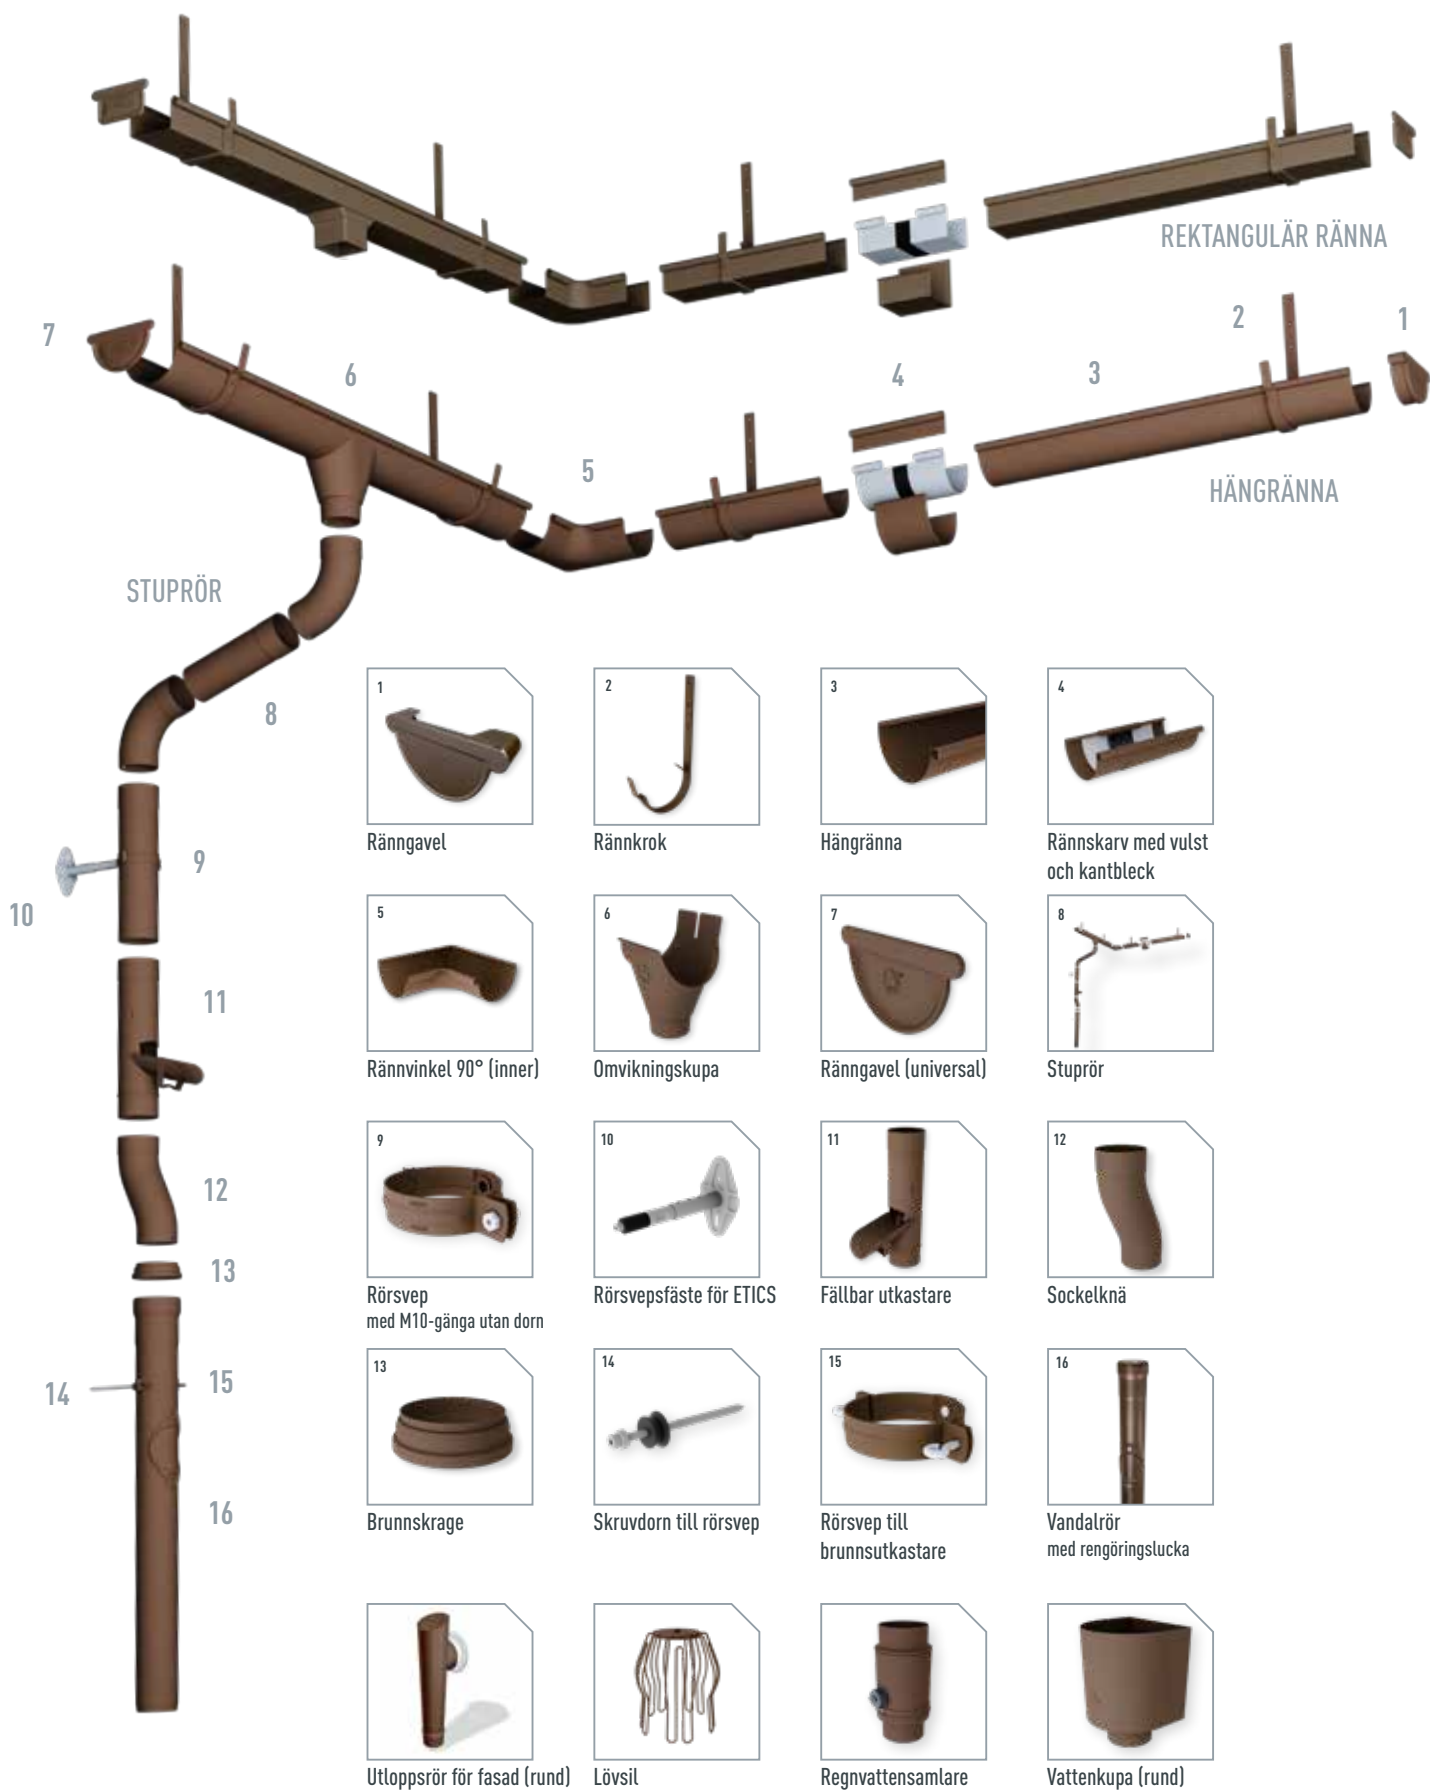 REKTANGULÄR RÄNNA
7
6
5
4
3
2
1
HÄNGRÄNNA
STUPRÖR
8
9
10
11
12
13
14
15
16
1
Ränngavel
2
Rännkrok
3
Hängränna
4
Rännskarv med vulst
och kantbleck
5
Rännvinkel 90° (inner)
6
Omvikningskupa
7
Ränngavel (universal)
8
Stuprör
9
Rörsvep
med M10-gänga utan dorn
10
Rörsvepsfäste för ETICS
11
Fällbar utkastare
12
Sockelknä
13
Brunnskrage
14
Skruvdorn till rörsvep
15
Rörsvep till
brunnsutkastare
16
Vandalrör
med rengöringslucka
Utloppsrör för fasad (rund)
Lövsil
Regnvattensamlare
Vattenkupa (rund)